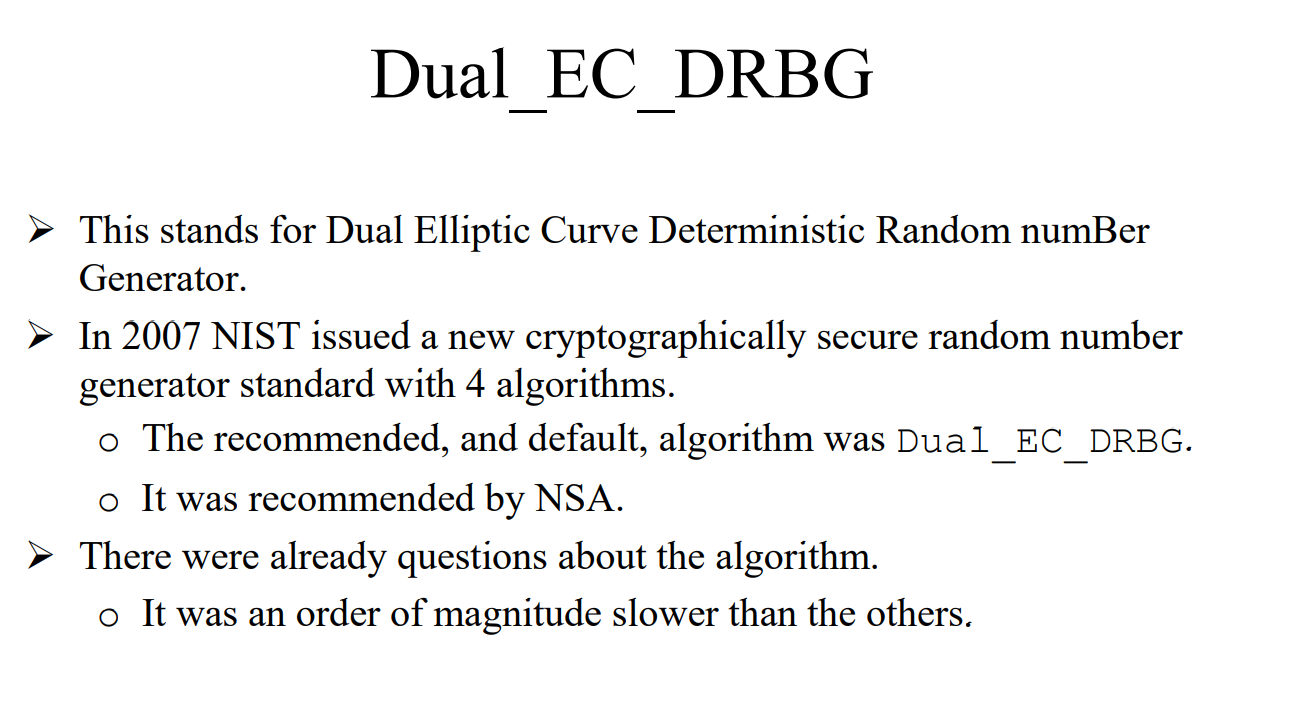 Dual_EC_DRBG
➢ This stands for Dual Elliptic Curve Deterministic Random numBer
Generator.
➢ In 2007 NIST issued a new cryptographically secure random number
generator standard with 4 algorithms.
o The recommended, and default, algorithm was Dual_EC_DRBG.
o It was recommended by NSA.
➢ There were already questions about the algorithm.
o It was an order of magnitude slower than the others.